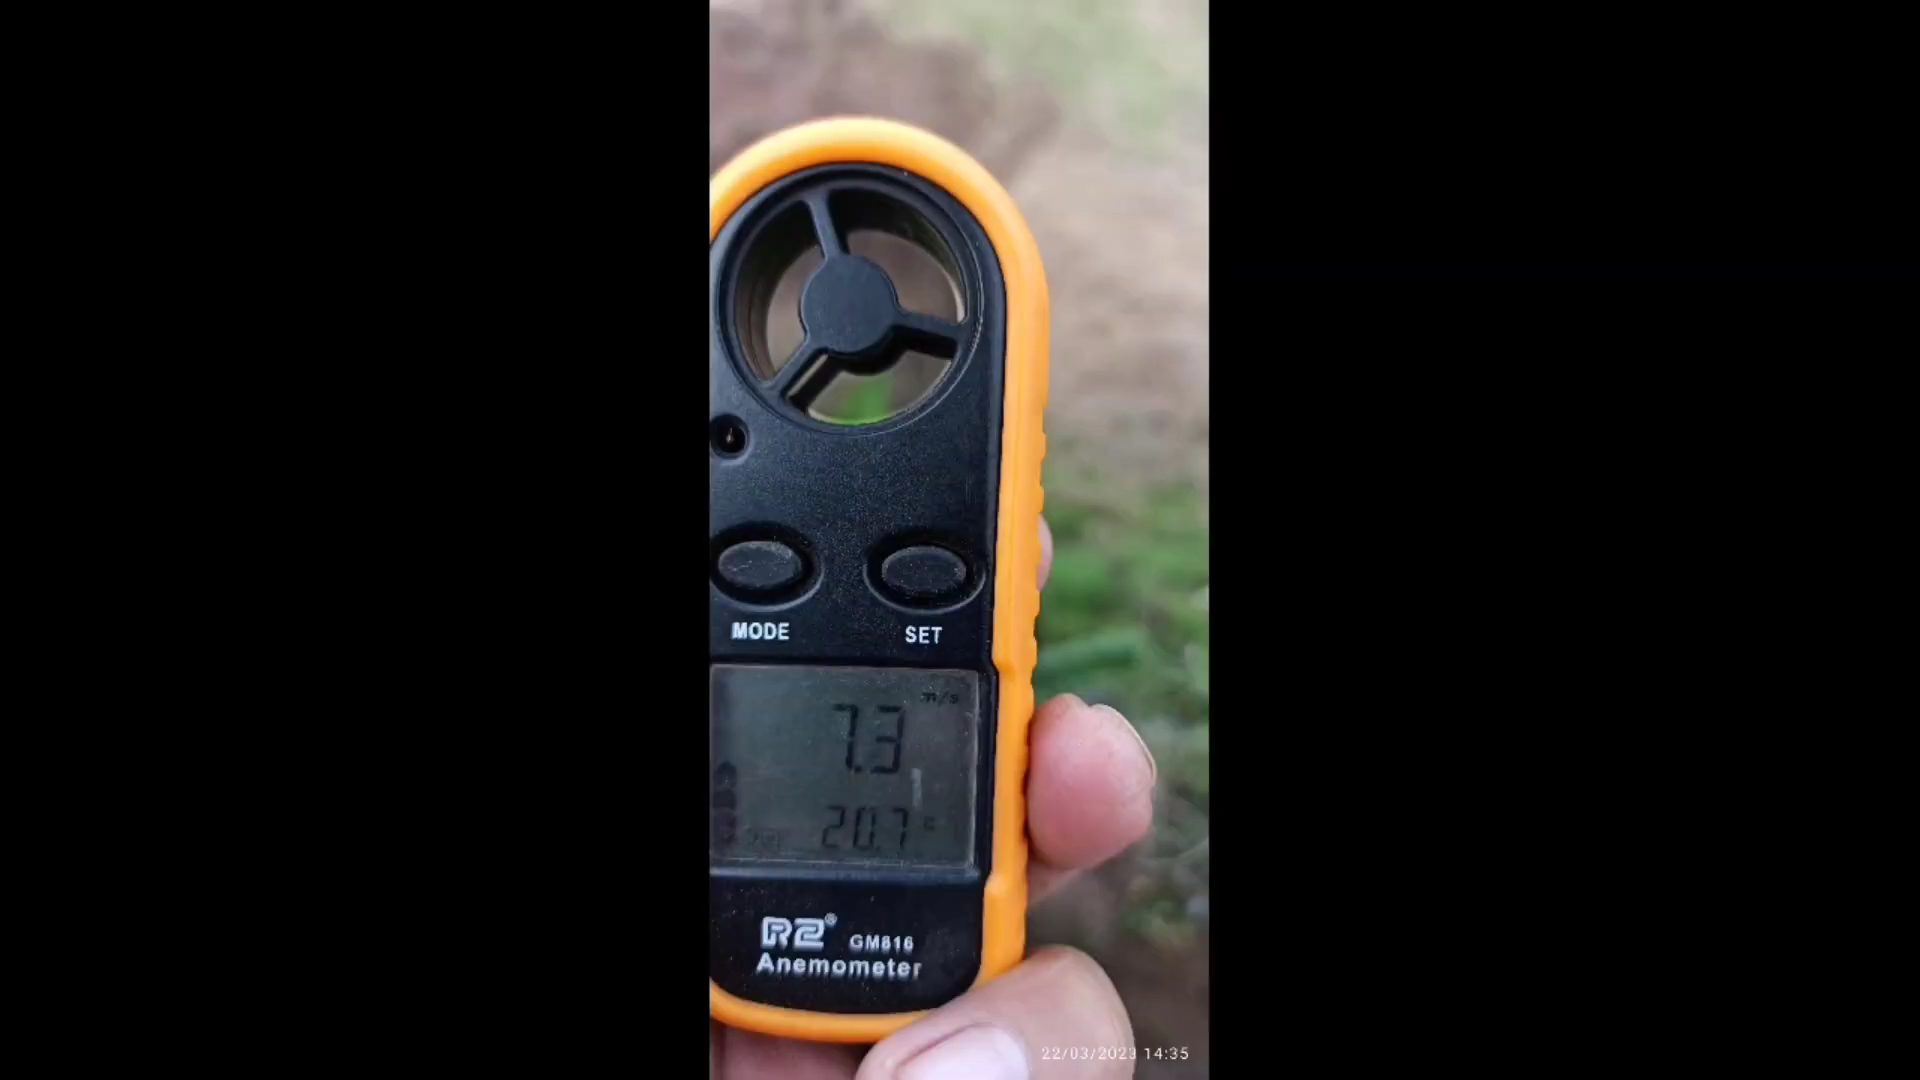 MODE SET
m/s
7.3
20.7 °C
R2® GM816
Anemometer
22/03/2023 14:35